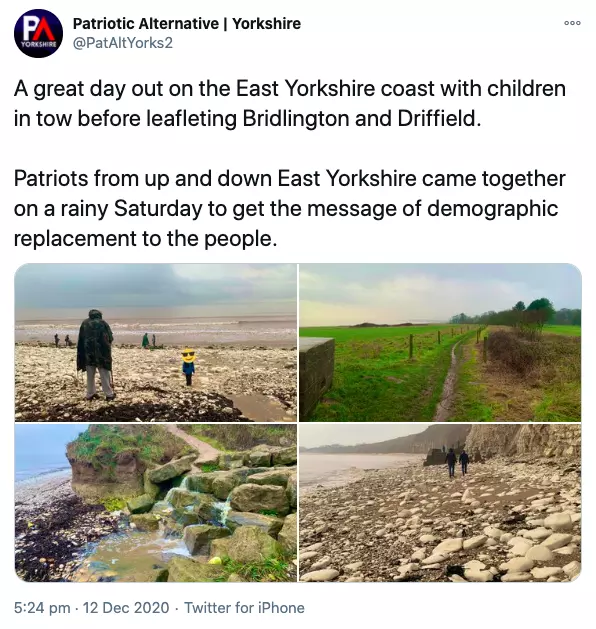 PA
YORKSHIRE
Patriotic Alternative | Yorkshire
@PatAltYorks2
A great day out on the East Yorkshire coast with children
in tow before leafleting Bridlington and Driffield.
Patriots from up and down East Yorkshire came together
on a rainy Saturday to get the message of demographic
replacement to the people.
5:24 pm · 12 Dec 2020 · Twitter for iPhone